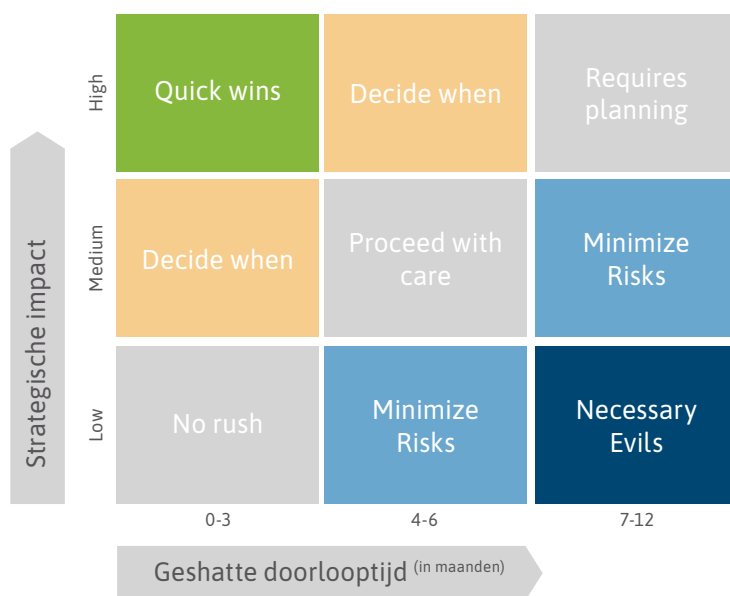 Strategische impact
High
Quick wins
Decide when
Requires
planning
Medium
Decide when
Proceed with
care
Minimize
Risks
Low
No rush
Minimize
Risks
Necessary
Evils
0-3
4-6
7-12
Geshatte doorlooptijd (in maanden)